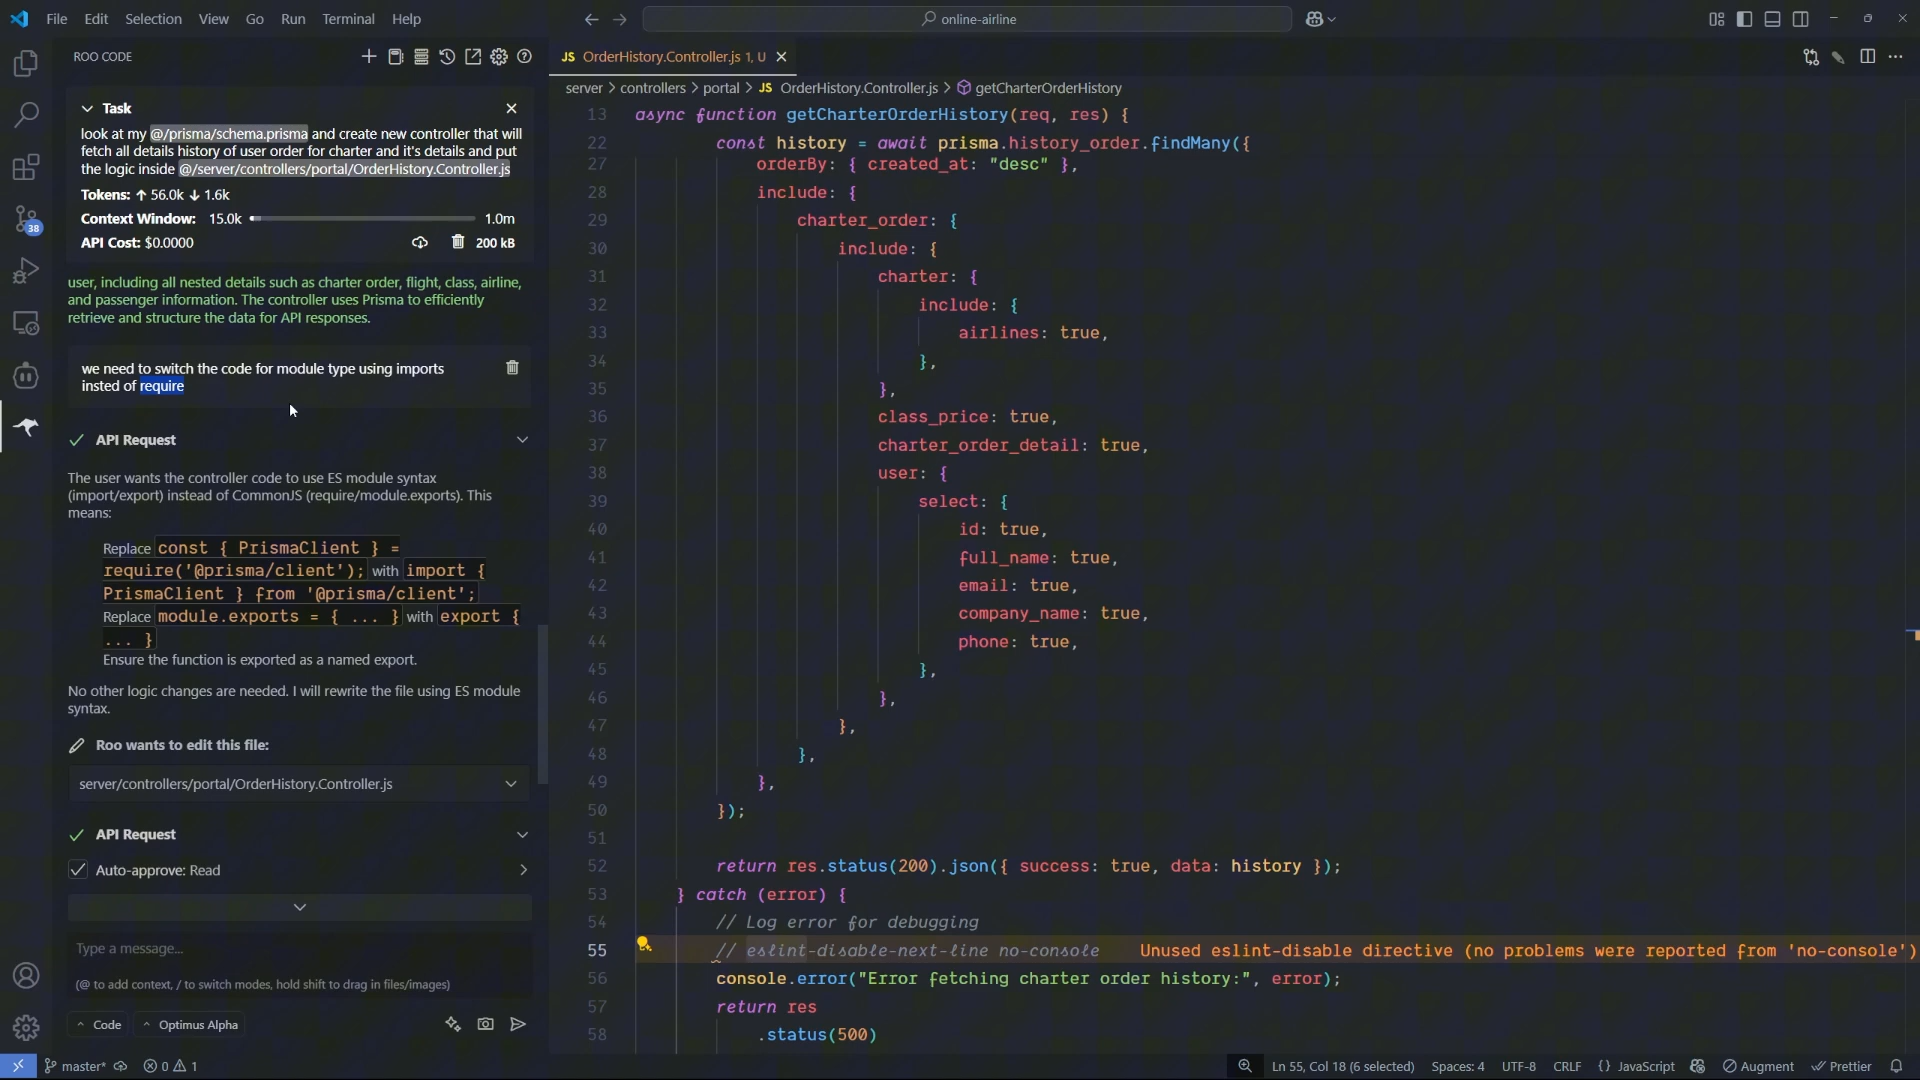 File Edit Selection View Go Run Terminal Help
online-airline
ROO CODE
Task
look at my @/prisma/schema.prisma and create new controller that will
fetch all details history of user order for charter and it's details and put
the logic inside @/server/controllers/portal/OrderHistory.Controller.js
Tokens: ↑ 56.0k ↓ 1.6k
Context Window: 15.0k 1.0m
API Cost: $0.0000 200 kB
user, including all nested details such as charter order, flight, class, airline,
and passenger information. The controller uses Prisma to efficiently
retrieve and structure the data for API responses.
we need to switch the code for module type using imports
insted of require
API Request
The user wants the controller code to use ES module syntax
(import/export) instead of CommonJS (require/module.exports). This
means:
Replace const { PrismaClient } =
require('@prisma/client'); with import {
PrismaClient } from '@prisma/client';
Replace module.exports = { ... } with export {
... }
Ensure the function is exported as a named export.
No other logic changes are needed. I will rewrite the file using ES module
syntax.
Roo wants to edit this file:
server/controllers/portal/OrderHistory.Controller.js
API Request
Auto-approve: Read
Type a message...
(@ to add context, / to switch modes, hold shift to drag in files/images)
Code Optimus Alpha
38
JS OrderHistory.Controller.js 1, U
server > controllers > portal > JS OrderHistory.Controller.js > getCharterOrderHistory
13 async function getCharterOrderHistory(req, res) {
22 const history = await prisma.history_order.findMany({
27 orderBy: { created_at: "desc" },
28 include: {
29 charter_order: {
30 include: {
31 charter: {
32 include: {
33 airlines: true,
34 },
35 },
36 class_price: true,
37 charter_order_detail: true,
38 user: {
39 select: {
40 id: true,
41 full_name: true,
42 email: true,
43 company_name: true,
44 phone: true,
45 },
46 },
47 },
48 },
49 },
50 });
51
52 return res.status(200).json({ success: true, data: history });
53 } catch (error) {
54 // Log error for debugging
55 // eslint-disable-next-line no-console Unused eslint-disable directive (no problems were reported from 'no-console')
56 console.error("Error fetching charter order history:", error);
57 return res
58 .status(500)
master* 0 1 Ln 55, Col 18 (6 selected) Spaces: 4 UTF-8 CRLF {} JavaScript Augment Prettier